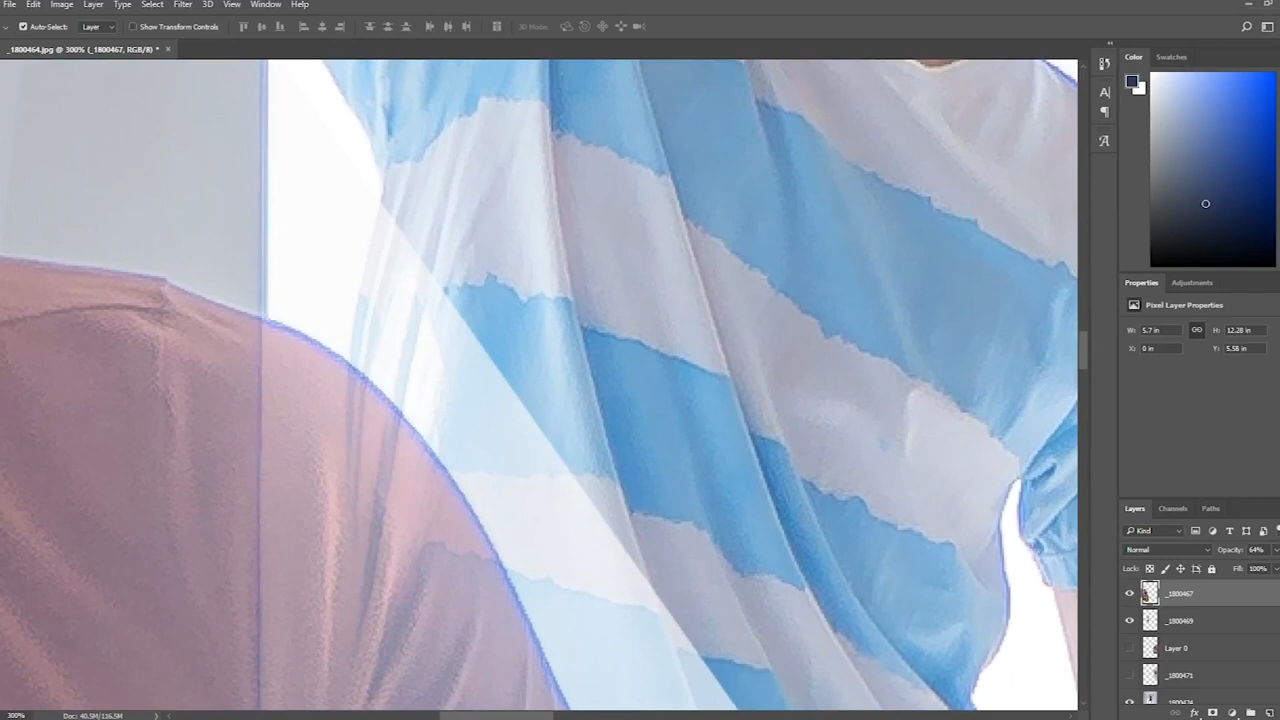 File Edit Image Layer Type Select Filter 3D View Window Help
Auto-Select: Layer Show Transform Controls 3D Mode:
_1800464.jpg @ 300% (_1800467, RGB/8) * ×
Color Swatches
Properties Adjustments
Pixel Layer Properties
W: 5.7 in H: 12.28 in
X: 0 in Y: 5.58 in
Layers Channels Paths
Kind
Normal Opacity: 64%
Lock: Fill: 100%
_1800467
_1800469
Layer 0
_1800471
_1800474
300% Doc: 40.5M/116.5M